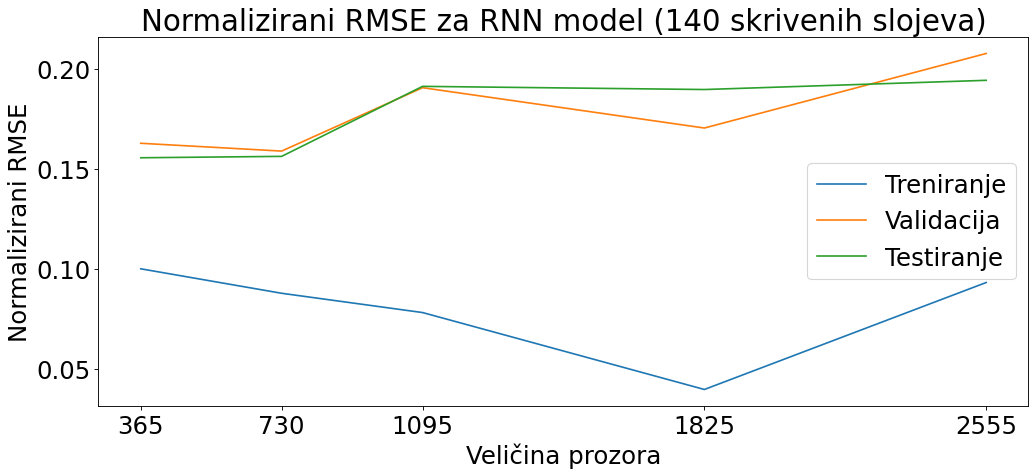 Normalizirani RMSE za RNN model (140 skrivenih slojeva)
Normalizirani RMSE
0.20
0.15
0.10
0.05
Treniranje
Validacija
Testiranje
365 730 1095 1825 2555
Veličina prozora